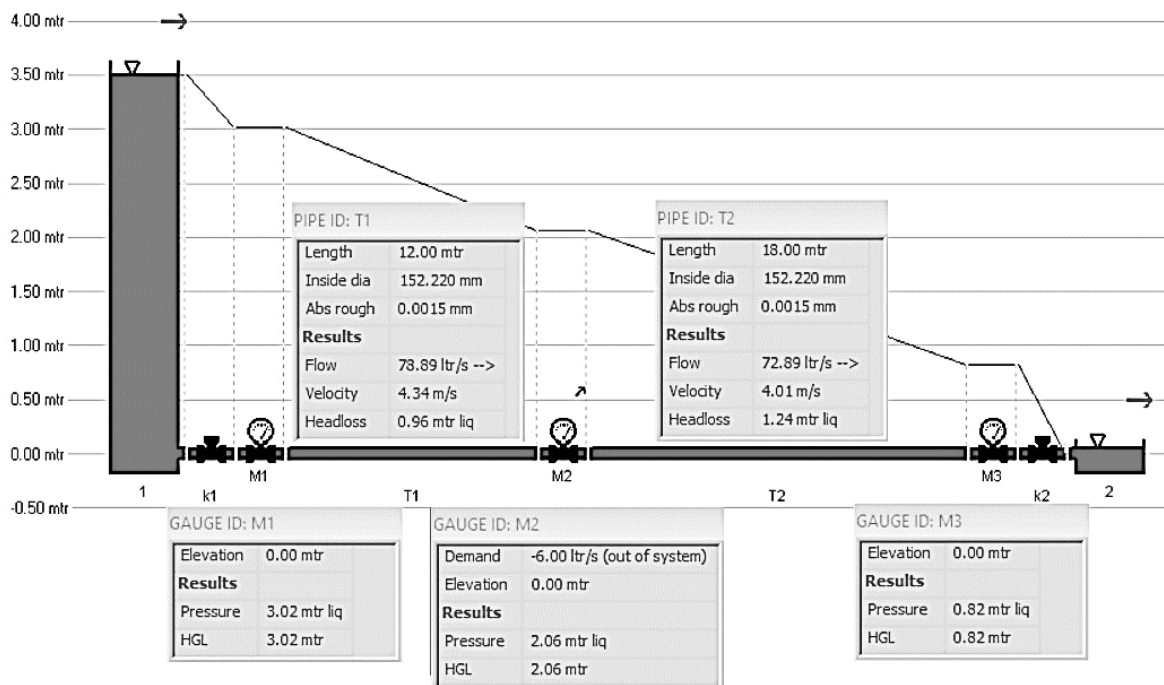 4.00 mtr
3.50 mtr
3.00 mtr
2.50 mtr
2.00 mtr
1.50 mtr
1.00 mtr
0.50 mtr
0.00 mtr
-0.50 mtr
PIPE ID: T1
Length 12.00 mtr
Inside dia 152.220 mm
Abs rough 0.0015 mm
Results
Flow 78.89 ltr/s -->
Velocity 4.34 m/s
Headloss 0.96 mtr liq
PIPE ID: T2
Length 18.00 mtr
Inside dia 152.220 mm
Abs rough 0.0015 mm
Results
Flow 72.89 ltr/s -->
Velocity 4.01 m/s
Headloss 1.24 mtr liq
1 k1 M1 T1 M2 T2 M3 k2 2
GAUGE ID: M1
Elevation 0.00 mtr
Results
Pressure 3.02 mtr liq
HGL 3.02 mtr
GAUGE ID: M2
Demand -6.00 ltr/s (out of system)
Elevation 0.00 mtr
Results
Pressure 2.06 mtr liq
HGL 2.06 mtr
GAUGE ID: M3
Elevation 0.00 mtr
Results
Pressure 0.82 mtr liq
HGL 0.82 mtr